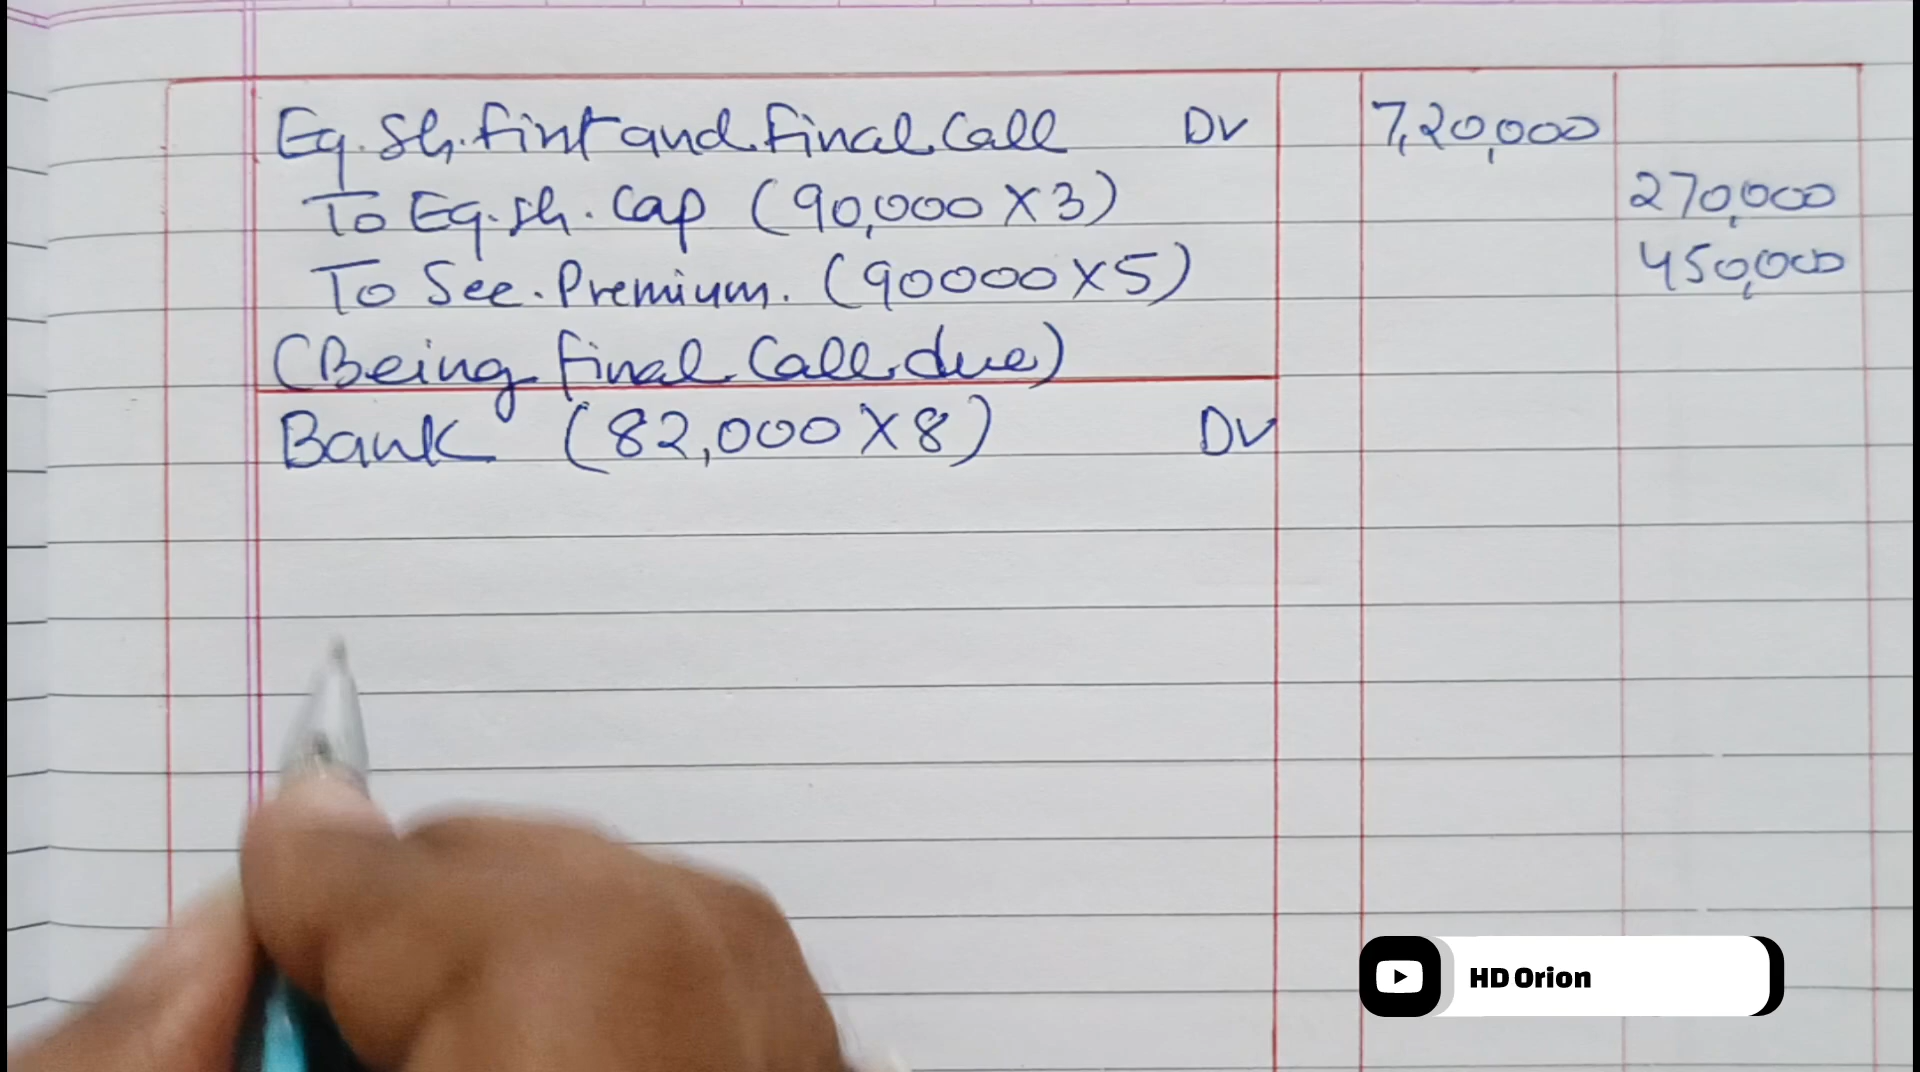 Eq. Sh. first and final call Dr 7,20,000
To Eq. sh. Cap (90,000 X 3) 270,000
To Sec. Premium. (90000 X 5) 450,000
(Being final call due)
Bank (82,000 X 8) Dr
HD Orion